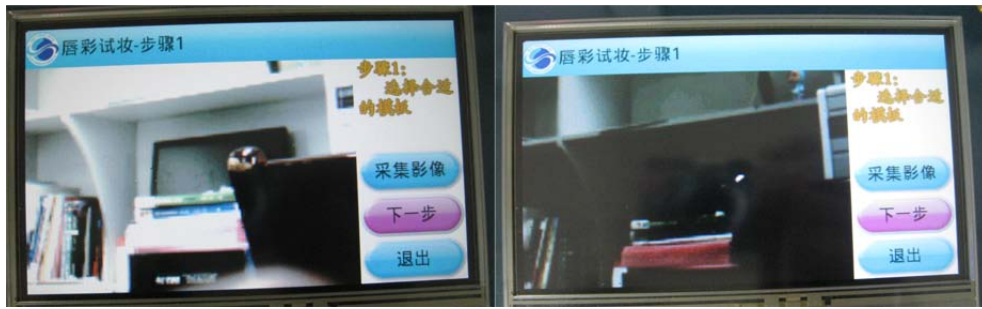 唇彩试妆-步骤1
步骤1:
选择合适
的模板
采集影像
下一步
退出
唇彩试妆-步骤1
步骤1:
选择合适
的模板
采集影像
下一步
退出